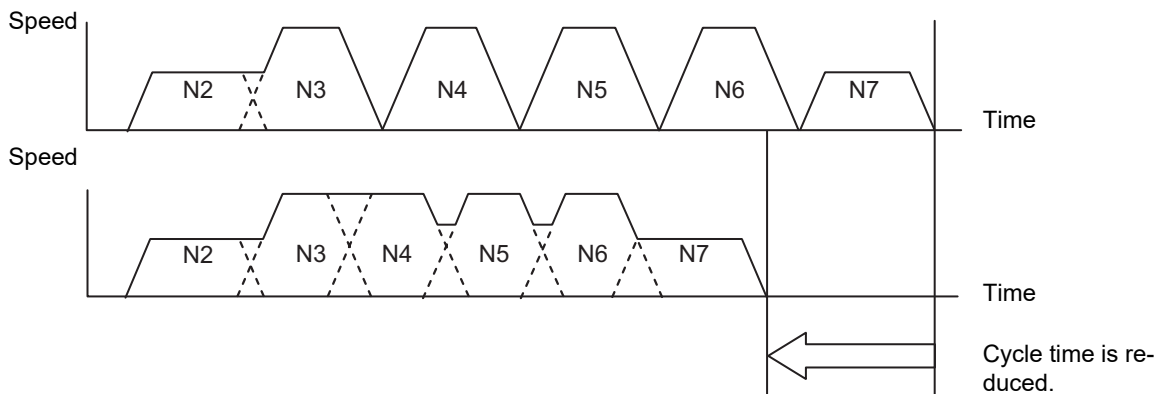 Speed
N2 N3 N4 N5 N6 N7
Time
Speed
N2 N3 N4 N5 N6 N7
Time
Cycle time is re-
duced.